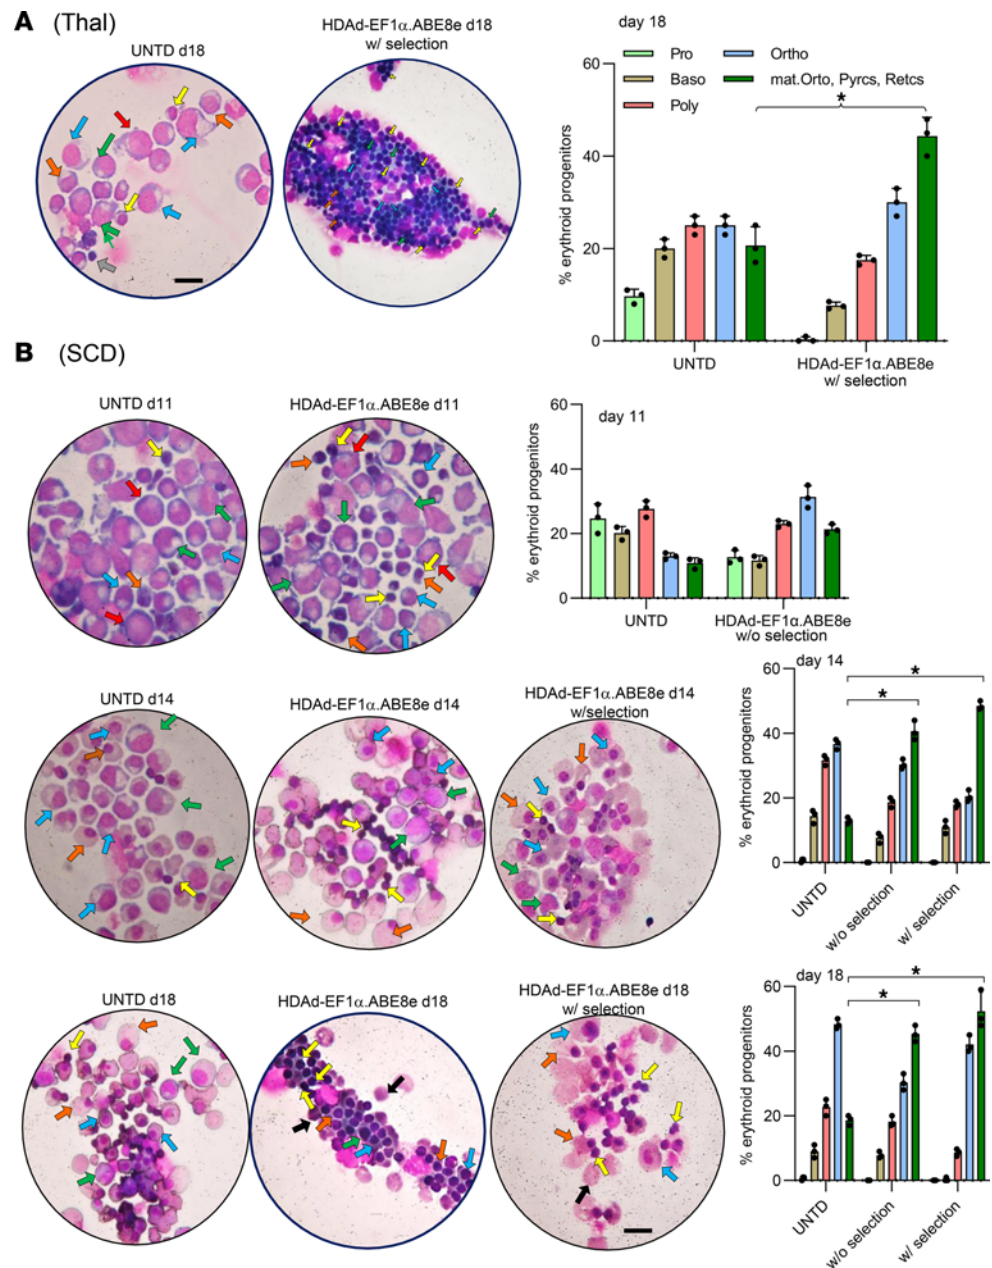 A (Thal)
UNTD d18
HDAd-EF1α.ABE8e d18
w/ selection
day 18
Pro
Baso
Poly
Ortho
mat.Orto, Pyrcs, Retcs
*
% erythroid progenitors
60
40
20
0
UNTD
HDAd-EF1α.ABE8e
w/ selection
B (SCD)
UNTD d11
HDAd-EF1α.ABE8e d11
day 11
% erythroid progenitors
60
40
20
0
UNTD
HDAd-EF1α.ABE8e
w/o selection
UNTD d14
HDAd-EF1α.ABE8e d14
HDAd-EF1α.ABE8e d14
w/selection
day 14
*
*
% erythroid progenitors
60
40
20
0
UNTD
w/o selection
w/ selection
UNTD d18
HDAd-EF1α.ABE8e d18
HDAd-EF1α.ABE8e d18
w/ selection
day 18
*
*
% erythroid progenitors
60
40
20
0
UNTD
w/o selection
w/ selection